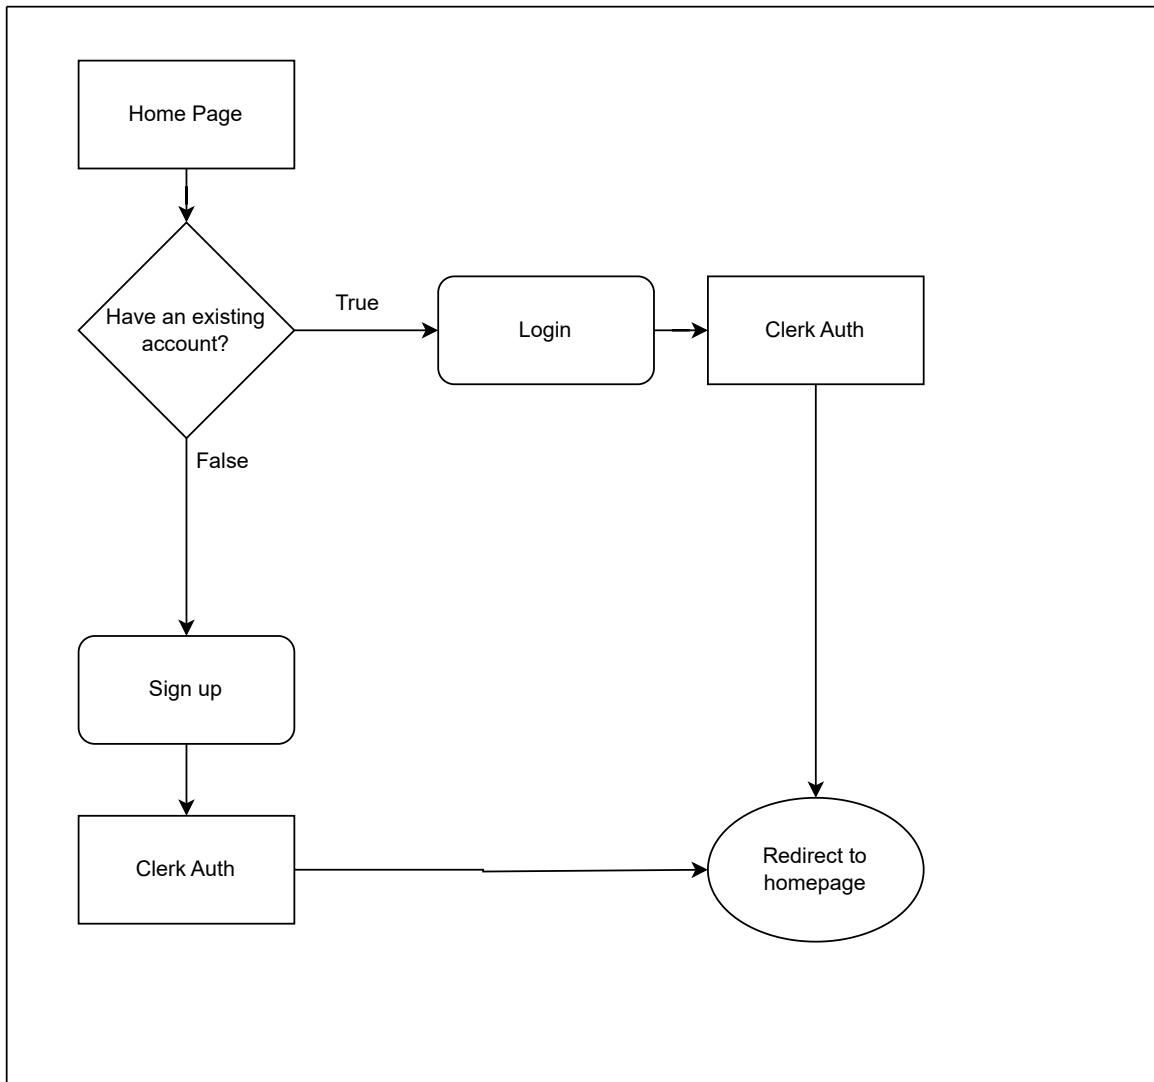 Home Page
Have an existing
account?
True
Login
Clerk Auth
False
Sign up
Clerk Auth
Redirect to
homepage